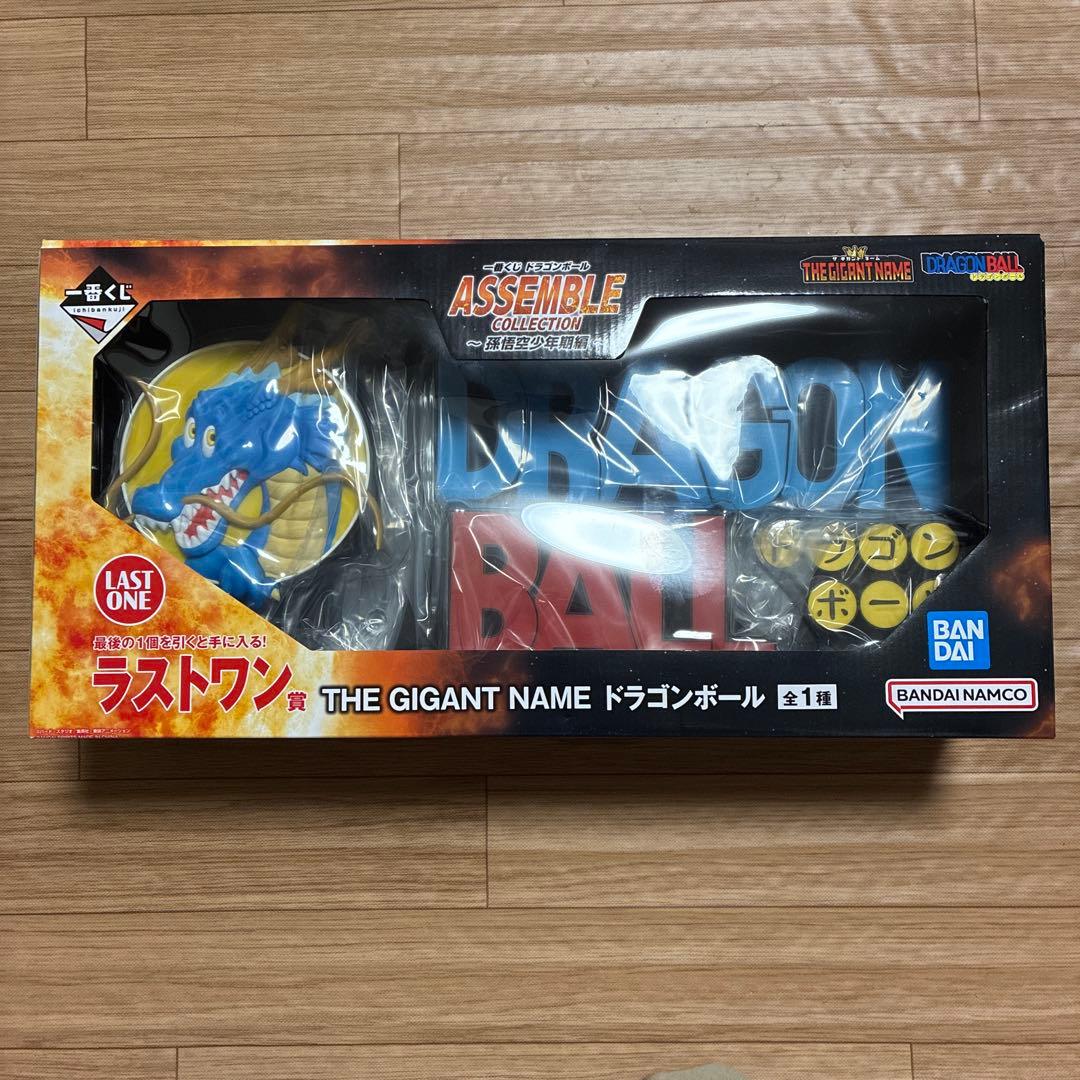 一番くじ
ichibankuji
一番くじ ドラゴンボール
ASSEMBLE
COLLECTION
~ 孫悟空少年期編 ~
THE GIGANT NAME
DRAGONBALL
DRAGON
BALL
ドラゴン
ボール
LAST
ONE
最後の1個を引くと手に入る!
ラストワン賞
THE GIGANT NAME ドラゴンボール 全1種
BAN
DAI
BANDAI NAMCO